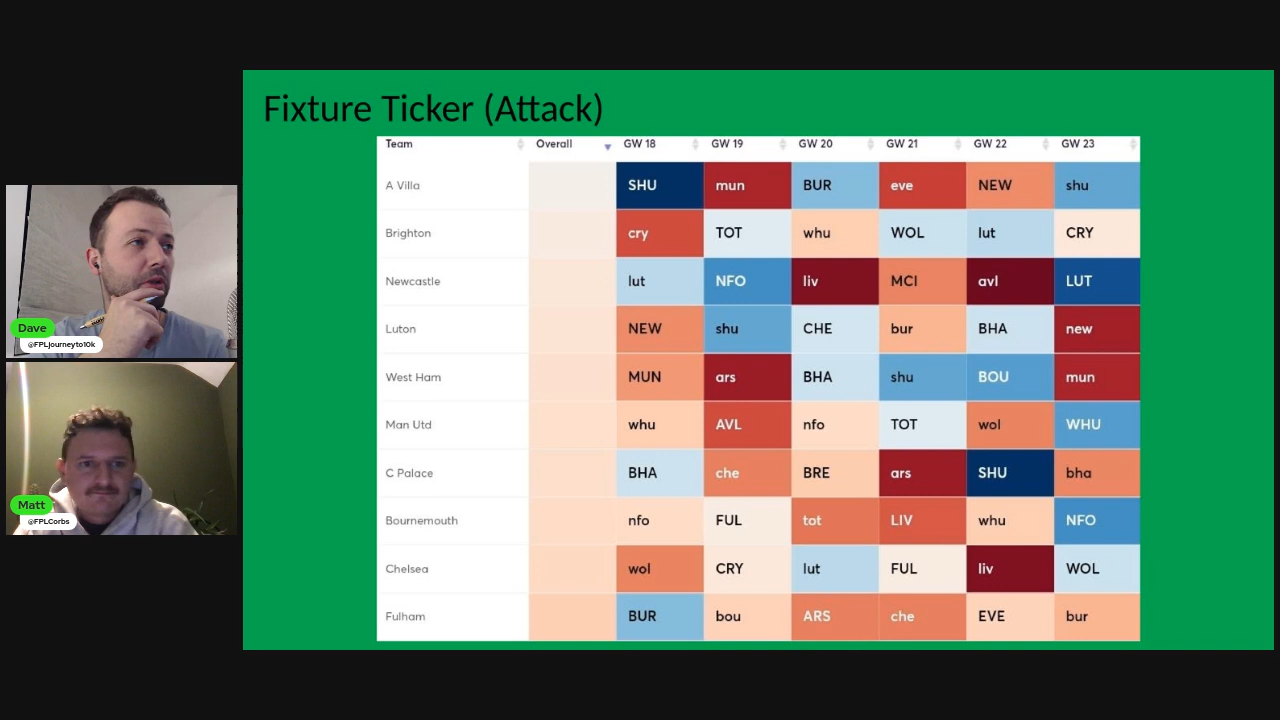 Fixture Ticker (Attack)
Team Overall GW 18 GW 19 GW 20 GW 21 GW 22 GW 23
A Villa SHU mun BUR eve NEW shu
Brighton cry TOT whu WOL lut CRY
Newcastle lut NFO liv MCI avl LUT
Luton NEW shu CHE bur BHA new
West Ham MUN ars BHA shu BOU mun
Man Utd whu AVL nfo TOT wol WHU
C Palace BHA che BRE ars SHU bha
Bournemouth nfo FUL tot LIV whu NFO
Chelsea wol CRY lut FUL liv WOL
Fulham BUR bou ARS che EVE bur
Dave
@FPLjourneyto10k
Matt
@FPLCorbs